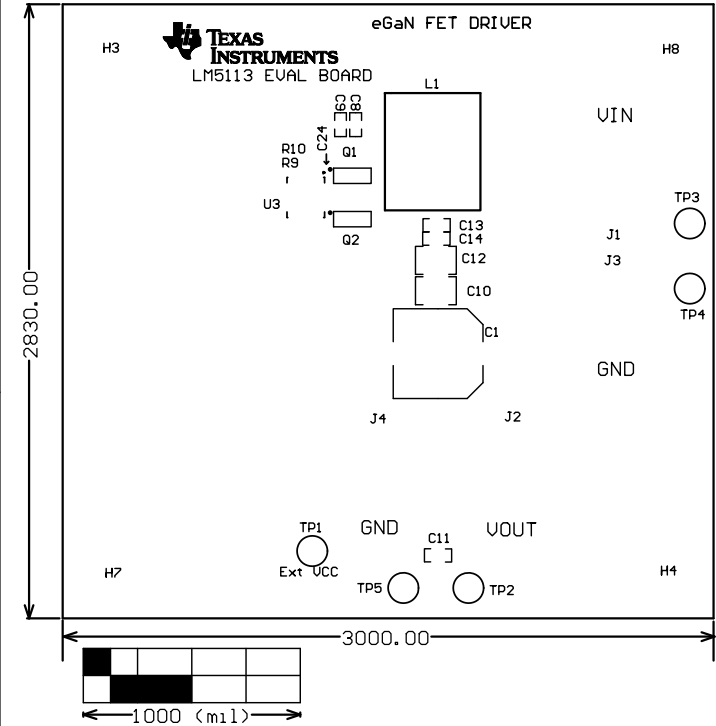 eGaN FET DRIVER
H3
TEXAS
INSTRUMENTS
H8
LM5113 EVAL BOARD
L1
C9
C8
VIN
C24
R10
Q1
R9
TP3
U3
C13
J1
Q2
C14
C12
J3
C10
TP4
2830.00
C1
GND
J4
J2
TP1
GND
VOUT
C11
Ext VCC
H7
H4
TP5
TP2
3000.00
1000 (mil)